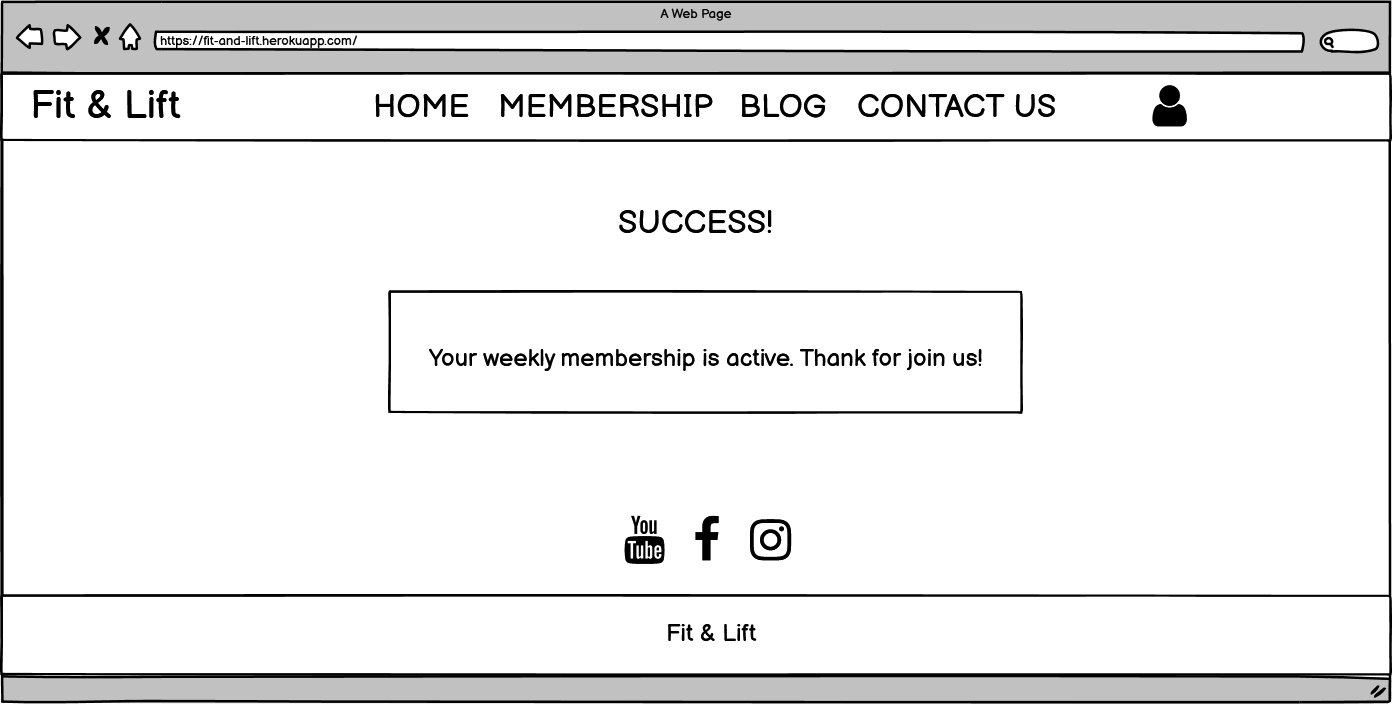 A Web Page
https://fit-and-lift.herokuapp.com/
Fit & Lift HOME MEMBERSHIP BLOG CONTACT US
SUCCESS!
Your weekly membership is active. Thank for join us!
You
Tube
Fit & Lift